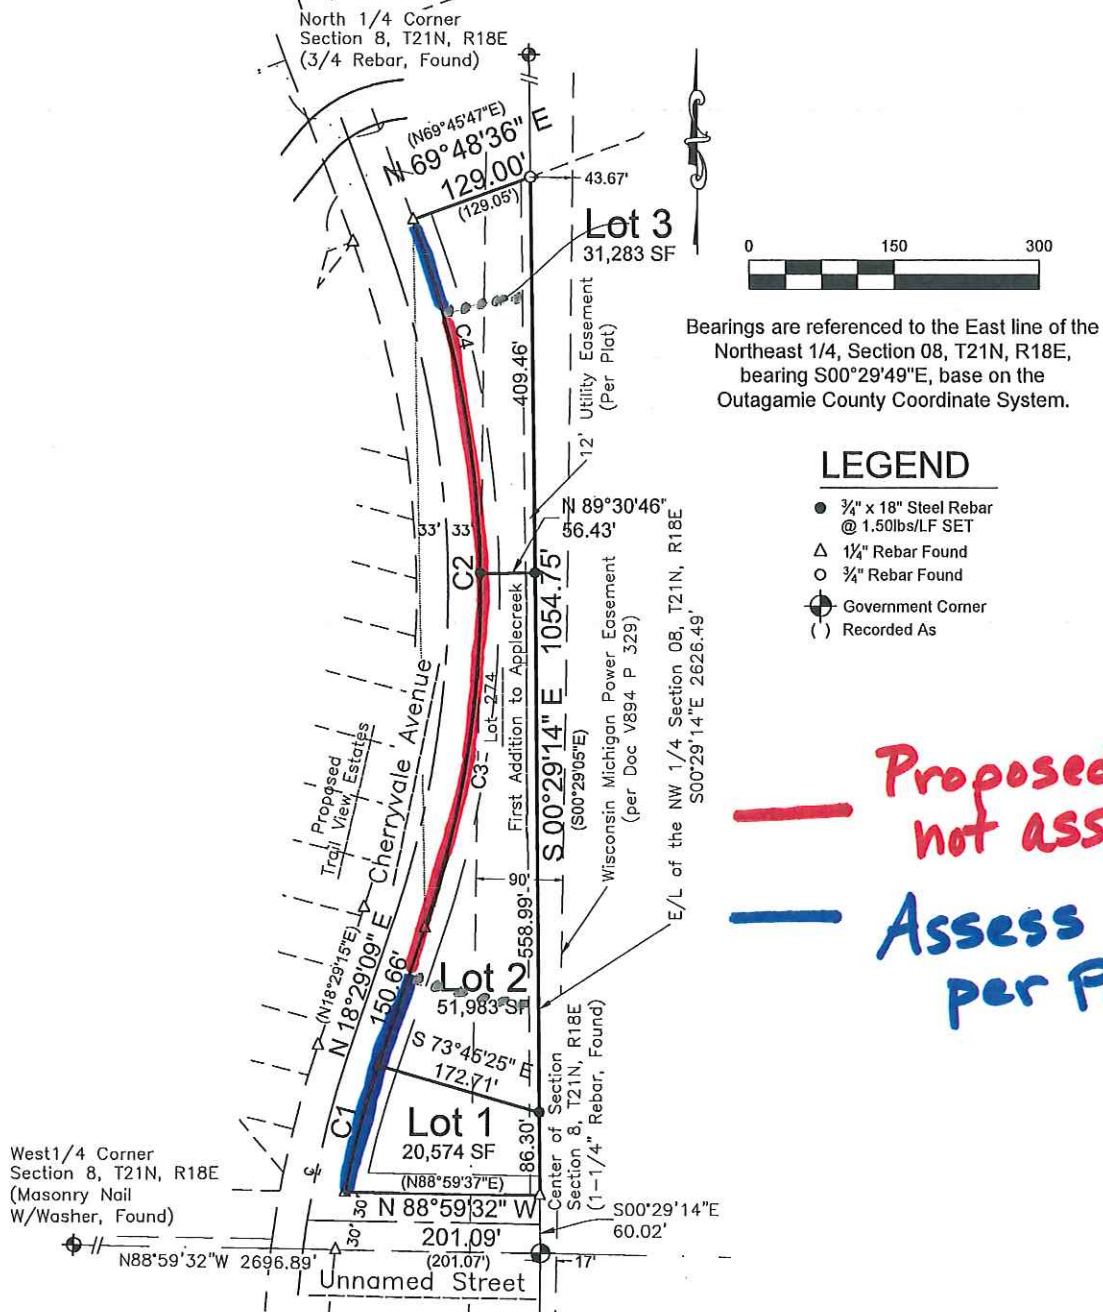 North 1/4 Corner
Section 8, T21N, R18E
(3/4 Rebar, Found)
(N69°45'47"E)
N 69°48'36" E
129.00'
(129.05')
43.67'
Lot 3
31,283 SF
0 150 300
Bearings are referenced to the East line of the
Northeast 1/4, Section 08, T21N, R18E,
bearing S00°29'49"E, base on the
Outagamie County Coordinate System.
LEGEND
3/4" x 18" Steel Rebar
@ 1.50lbs/LF SET
1¼" Rebar Found
3/4" Rebar Found
Government Corner
( ) Recorded As
C4
409.46'
12' Utility Easement
(Per Plat)
N 89°30'46"
56.43'
33' 33'
C2
First Addition to Applecreek
Lot 274
C3
S 00°29'14" E 1054.75'
(S00°29'05"E)
Wisconsin Michigan Power Easement
(per Doc V894 P 329)
E/L of the NW 1/4 Section 08, T21N, R18E
S00°29'14"E 2626.49'
Cherryvale Avenue
Proposed
Trail View Estates
90'
558.99'
Proposed
not ass
Assess
per
(N18°29'15"E)
N 18°29'09" E
150.66'
Lot 2
51,983 SF
S 73°45'25" E
172.71'
C1
Lot 1
20,574 SF
86.30'
Center of Section
Section 8, T21N, R18E
(1-1/4" Rebar, Found)
(N88°59'37"E)
N 88°59'32" W
201.09'
(201.07')
S00°29'14"E
60.02'
West1/4 Corner
Section 8, T21N, R18E
(Masonry Nail
W/Washer, Found)
30' 30'
N88°59'32"W 2696.89'
17'
Unnamed Street